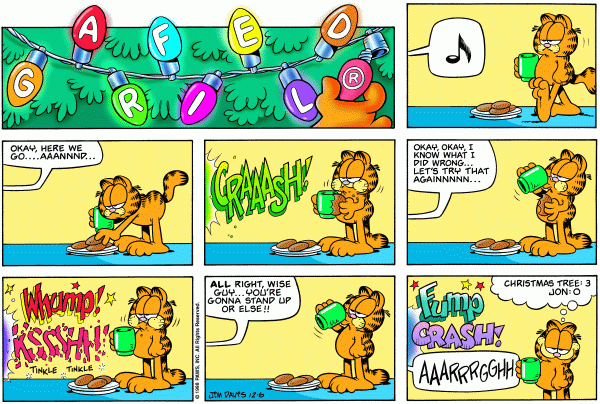 GARFIELD®
OKAY, HERE WE
GO....AAANNND...
CRAAASH!
OKAY, OKAY, I
KNOW WHAT I
DID WRONG...
LET'S TRY THAT
AGAINNNNN...
WHUMP!
KSSSHH!
TINKLE TINKLE
© 1998 PAWS, INC. All Rights Reserved.
ALL RIGHT, WISE
GUY...YOU'RE
GONNA STAND UP
OR ELSE!!
JIM DAVIS 12-6
CHRISTMAS TREE: 3
JON: 0
FUMP
CRASH!
AAARRRGGHH